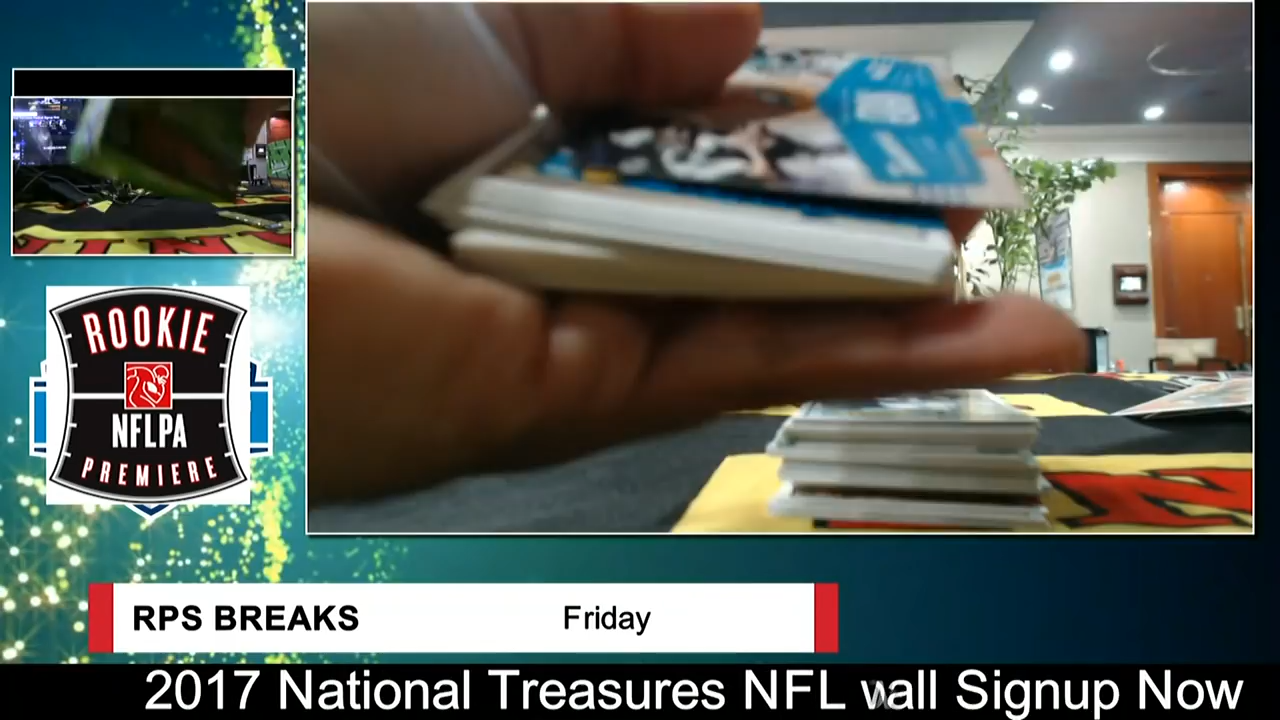 ROOKIE
NFLPA
PREMIERE
RPS BREAKS Friday
2017 National Treasures NFL wall Signup Now